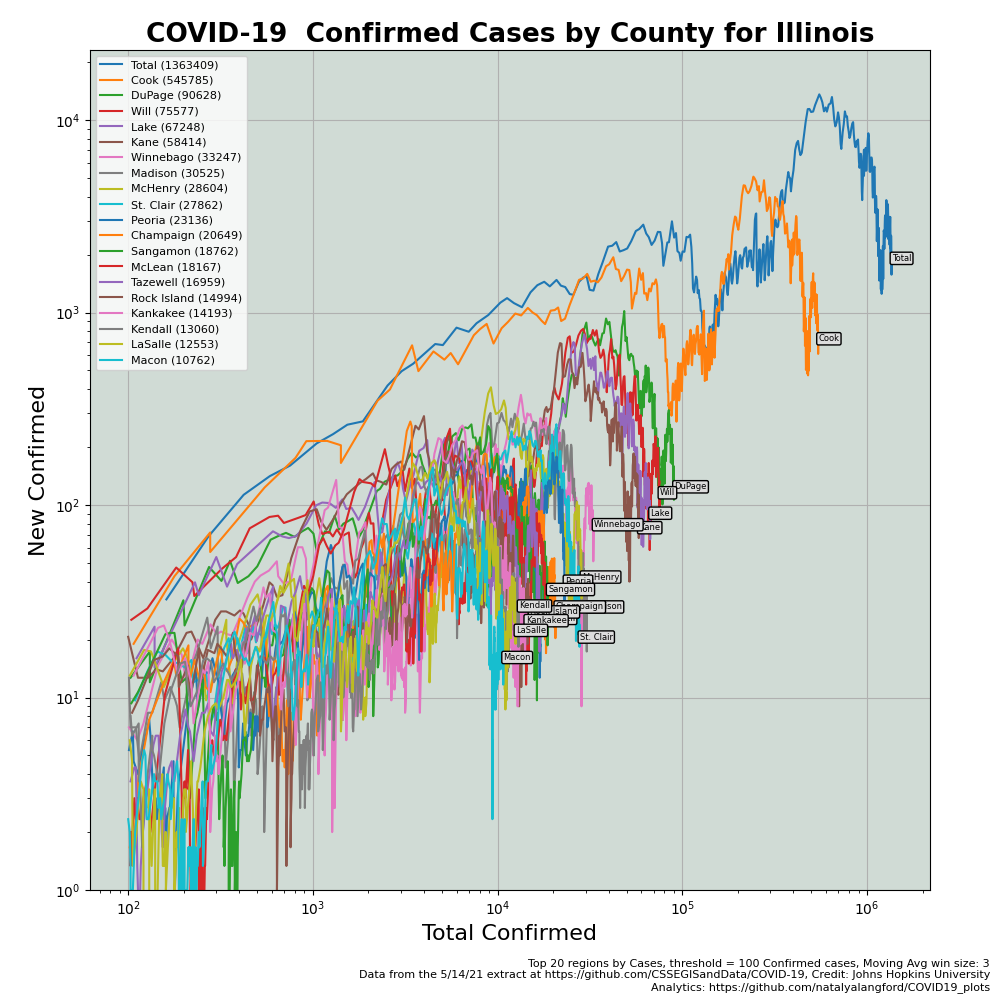 COVID-19  Confirmed Cases by County for Illinois
Total (1363409)
Cook (545785)
DuPage (90628)
Will (75577)
Lake (67248)
Kane (58414)
Winnebago (33247)
Madison (30525)
McHenry (28604)
St. Clair (27862)
Peoria (23136)
Champaign (20649)
Sangamon (18762)
McLean (18167)
Tazewell (16959)
Rock Island (14994)
Kankakee (14193)
Kendall (13060)
LaSalle (12553)
Macon (10762)
New Confirmed
10^4
10^3
10^2
10^1
10^0
Total
Cook
DuPage
Will
Lake
Winnebago
Sangamon
Kendall
Kankakee
LaSalle
St. Clair
Macon
10^2
10^3
10^4
10^5
10^6
Total Confirmed
Top 20 regions by Cases, threshold = 100 Confirmed cases, Moving Avg win size: 3
Data from the 5/14/21 extract at https://github.com/CSSEGISandData/COVID-19, Credit: Johns Hopkins University
Analytics: https://github.com/natalyalangford/COVID19_plots